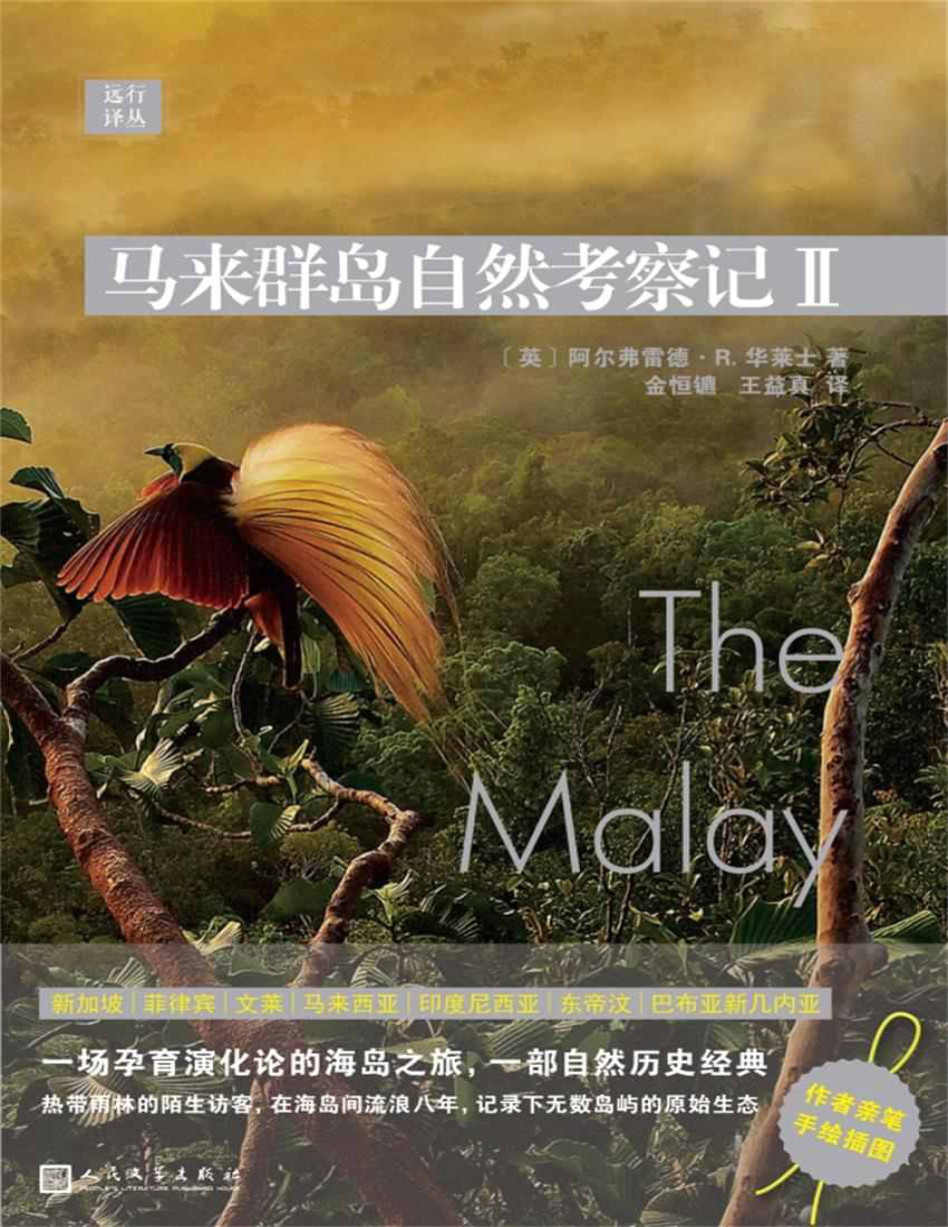 远行
译丛
马来群岛自然考察记 Ⅱ
〔英〕阿尔弗雷德·R. 华莱士 著
金恒镳 王益真 译
The
Malay
新加坡|菲律宾|文莱|马来西亚|印度尼西亚|东帝汶|巴布亚新几内亚
一场孕育演化论的海岛之旅，一部自然历史经典
热带雨林的陌生访客，在海岛间流浪八年，记录下无数岛屿的原始生态
作者亲笔
手绘插图
人民文学出版社
PEOPLE'S LITERATURE PUBLISHING HOUSE